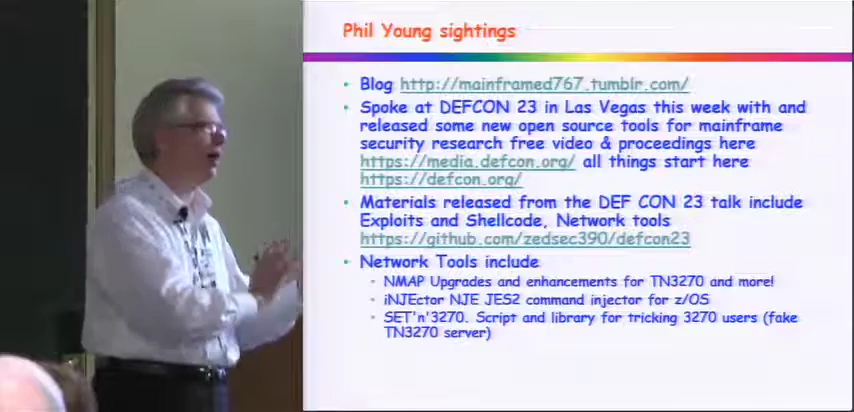 Phil Young sightings
Blog http://mainframed767.tumblr.com/
Spoke at DEFCON 23 in Las Vegas this week with and
released some new open source tools for mainframe
security research free video & proceedings here
https://media.defcon.org/ all things start here
https://defcon.org/
Materials released from the DEF CON 23 talk include
Exploits and Shellcode, Network tools
https://github.com/zedsec390/defcon23
Network Tools include
NMAP Upgrades and enhancements for TN3270 and more!
iNJEctor NJE JES2 command injector for z/OS
SET'n'3270. Script and library for tricking 3270 users (fake
TN3270 server)